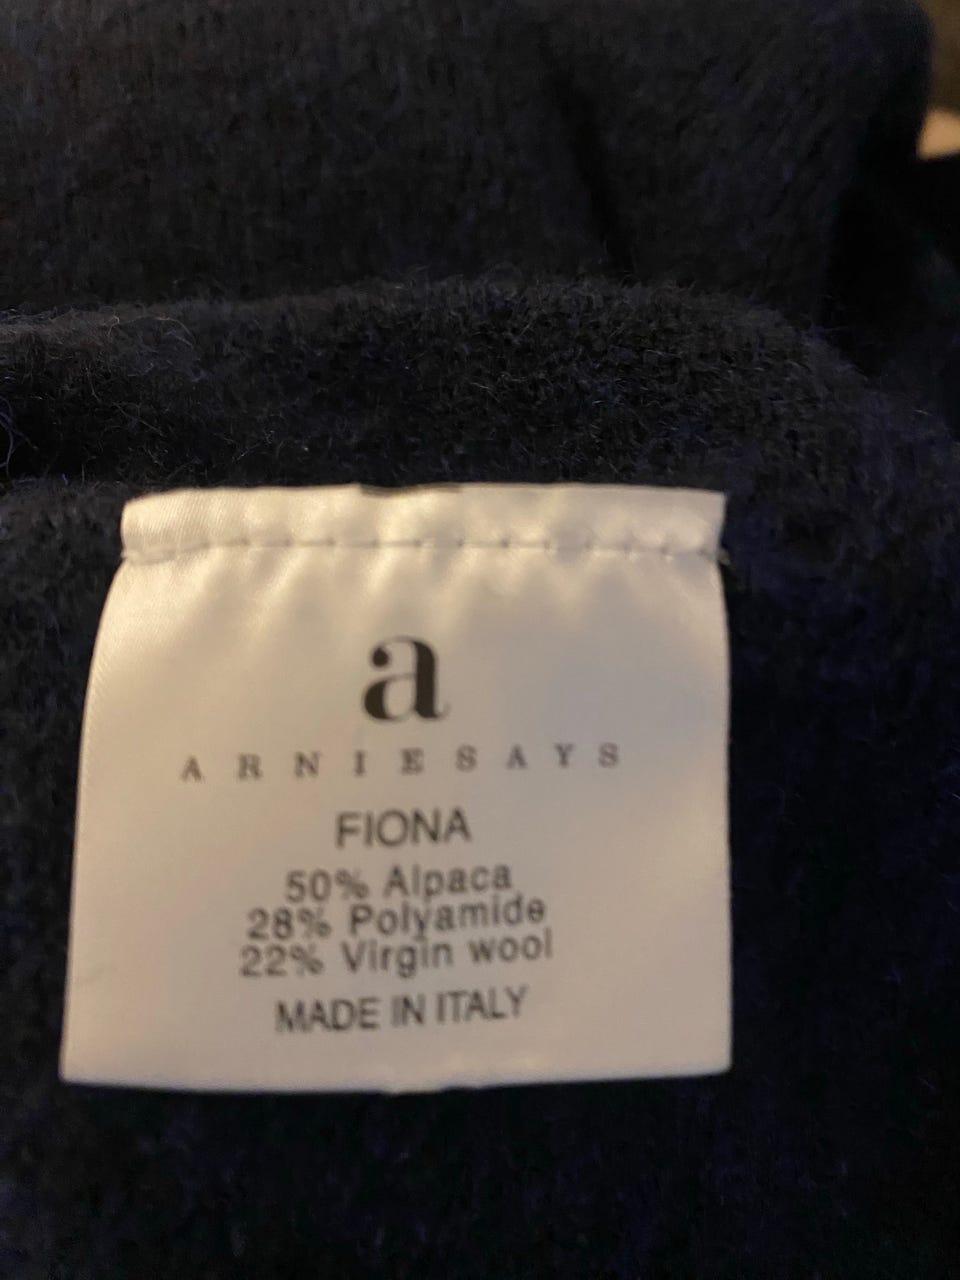 a
ARNIESAYS
FIONA
50% Alpaca
28% Polyamide
22% Virgin wool
MADE IN ITALY